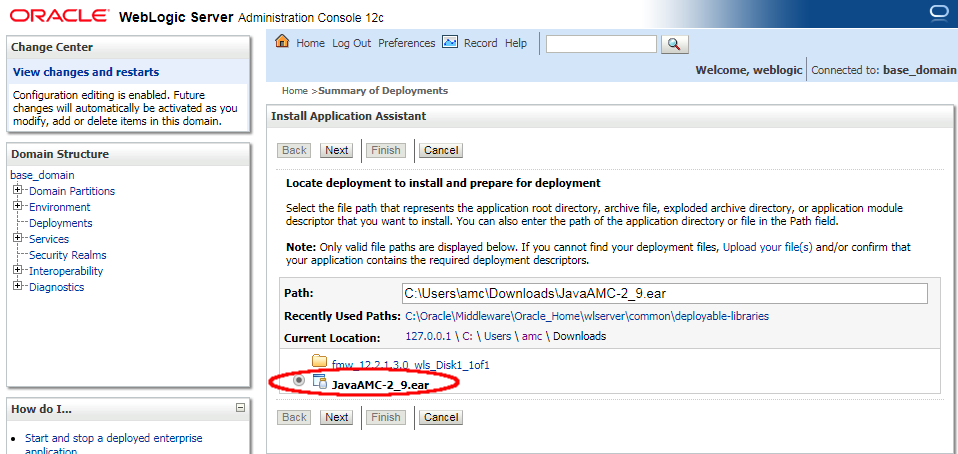 ORACLE® WebLogic Server Administration Console 12c
Change Center
View changes and restarts
Configuration editing is enabled. Future
changes will automatically be activated as you
modify, add or delete items in this domain.
Domain Structure
base_domain
Domain Partitions
Environment
Deployments
Services
Security Realms
Interoperability
Diagnostics
How do I...
Start and stop a deployed enterprise
application
Home Log Out Preferences Record Help
Welcome, weblogic Connected to: base_domain
Home >Summary of Deployments
Install Application Assistant
Back Next Finish Cancel
Locate deployment to install and prepare for deployment
Select the file path that represents the application root directory, archive file, exploded archive directory, or application module
descriptor that you want to install. You can also enter the path of the application directory or file in the Path field.
Note: Only valid file paths are displayed below. If you cannot find your deployment files, Upload your file(s) and/or confirm that
your application contains the required deployment descriptors.
Path: C:\Users\amc\Downloads\JavaAMC-2_9.ear
Recently Used Paths: C:\Oracle\Middleware\Oracle_Home\wlserver\common\deployable-libraries
Current Location: 127.0.0.1 \ C: \ Users \ amc \ Downloads
fmw_12.2.1.3.0_wls_Disk1_1of1
JavaAMC-2_9.ear
Back Next Finish Cancel